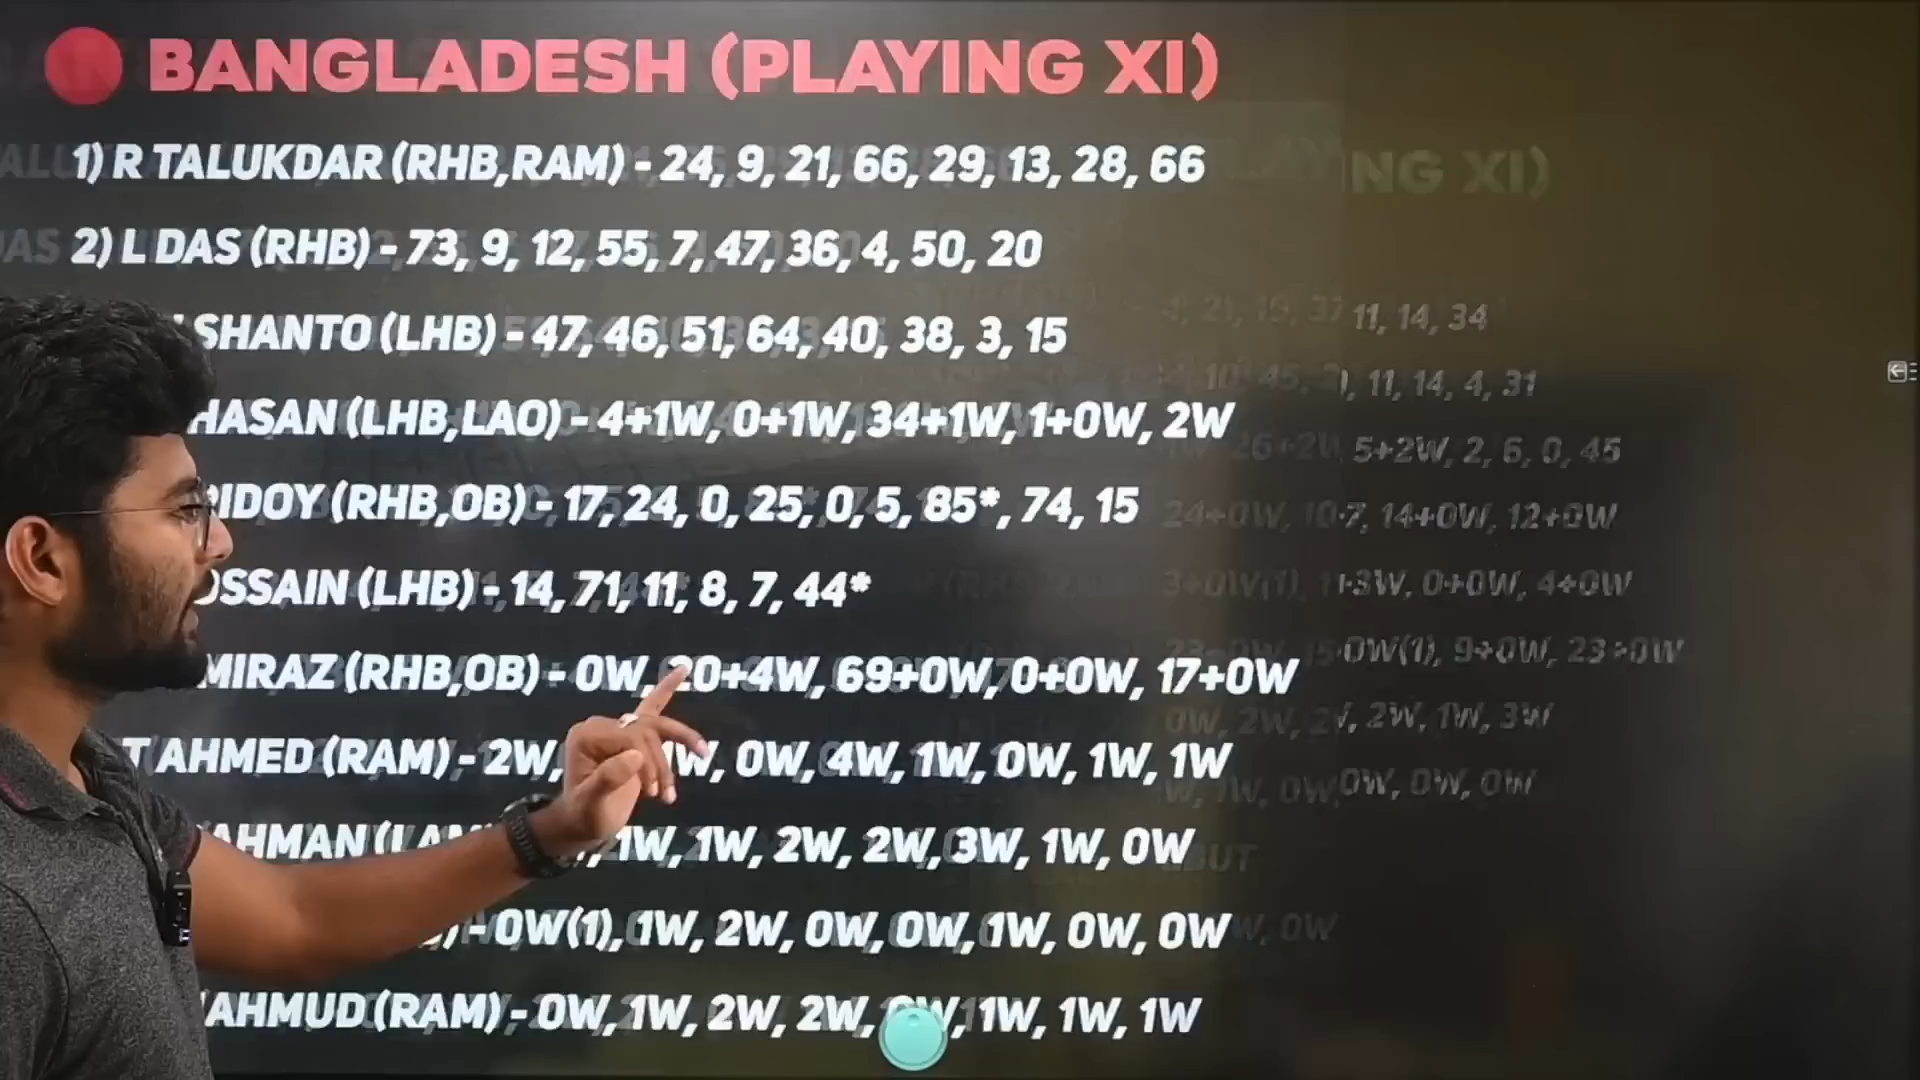 BANGLADESH (PLAYING XI)
1) R TALUKDAR (RHB,RAM) - 24, 9, 21, 66, 29, 13, 28, 66
2) L DAS (RHB) - 73, 9, 12, 55, 7, 47, 36, 4, 50, 20
SHANTO (LHB) - 47, 46, 51, 64, 40, 38, 3, 15
HASAN (LHB,LAO) - 4+1W, 0+1W, 34+1W, 1+0W, 2W
RIDOY (RHB,OB) - 17, 24, 0, 25, 0, 5, 85*, 74, 15
OSSAIN (LHB) - 14, 71, 11, 8, 7, 44*
MIRAZ (RHB,OB) - 0W, 20+4W, 69+0W, 0+0W, 17+0W
T AHMED (RAM) - 2W, 1W, 0W, 4W, 1W, 0W, 1W, 1W
AHMAN 1W, 1W, 2W, 2W, 3W, 1W, 0W
- 0W(1), 1W, 2W, 0W, 0W, 1W, 0W, 0W
AHMUD (RAM) - 0W, 1W, 2W, 2W, 1W, 1W, 1W
NG XI)
11, 14, 34
11, 14, 4, 31
5+2W, 2, 6, 0, 45
14+0W, 12+0W
0+0W, 4+0W
0W(1), 9+0W, 23+0W
2W, 1W, 3W
0W, 0W, 0W